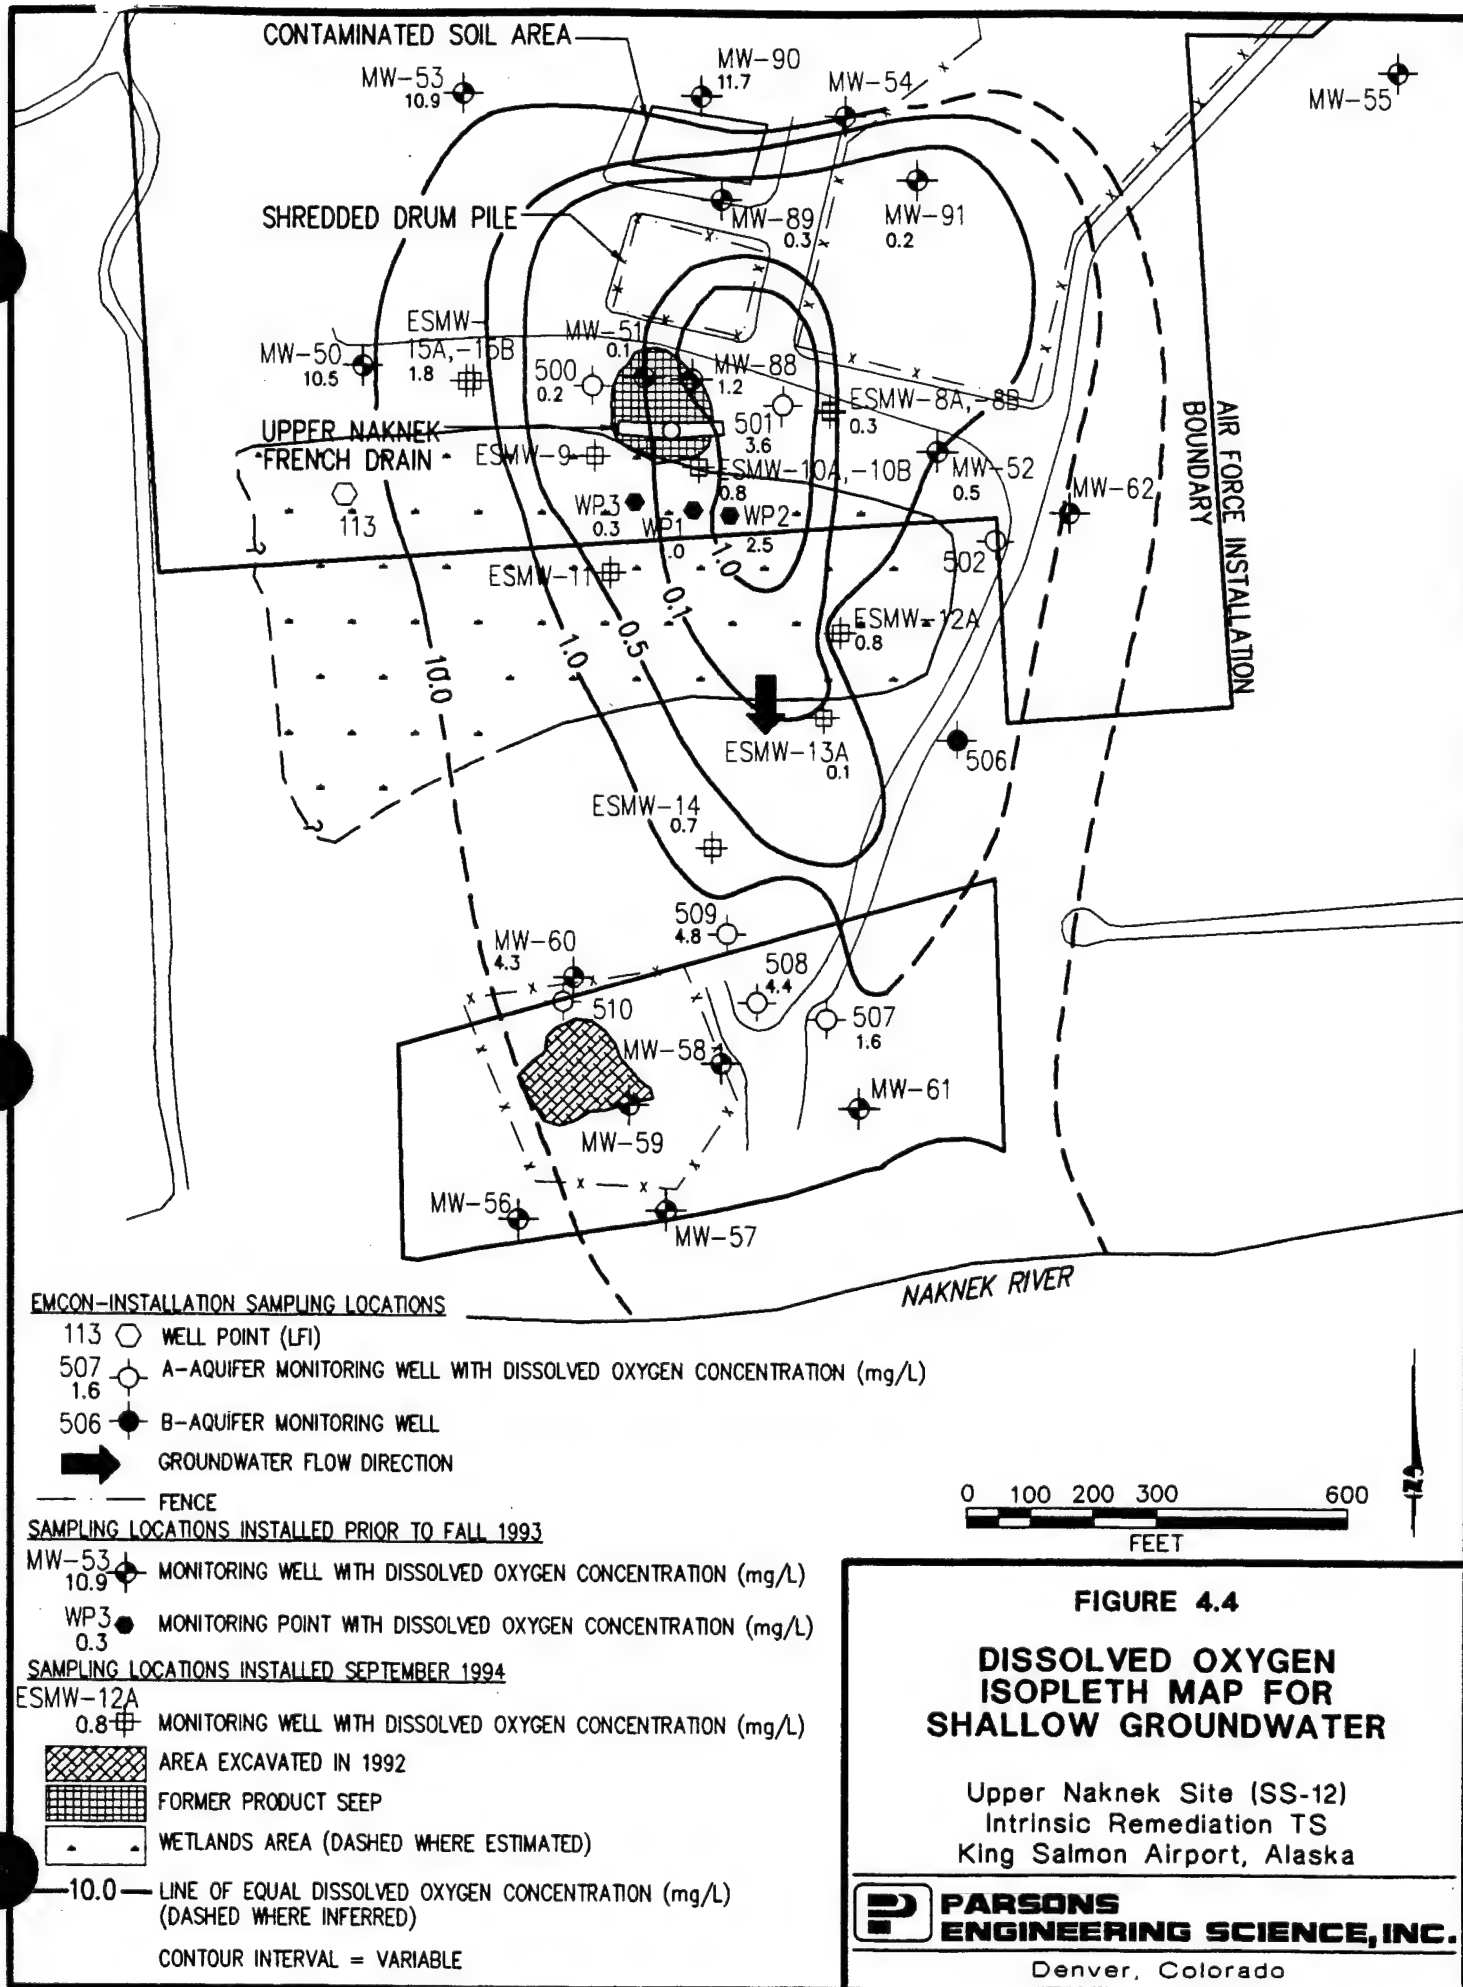 CONTAMINATED SOIL AREA
MW-53
10.9
MW-90
11.7
MW-54
MW-55
SHREDDED DRUM PILE
MW-89
0.3
MW-91
0.2
ESMW-
15A,-15B
1.8
MW-51
0.1
MW-50
10.5
500
0.2
MW-88
1.2
501
3.6
ESMW-8A,-8B
0.3
UPPER NAKNEK
FRENCH DRAIN
ESMW-9
ESMW-10A,-10B
0.8
MW-52
0.5
MW-62
AIR FORCE INSTALLATION
BOUNDARY
113
WP3
0.3
WP1
.0
WP2
2.5
502
?
ESMW-11
1.0
0.1
0.5
1.0
10.0
ESMW-12A
0.8
ESMW-13A
0.1
506
ESMW-14
0.7
?
509
4.8
MW-60
4.3
508
4.4
510
507
1.6
MW-58
MW-61
MW-59
MW-56
MW-57
NAKNEK RIVER
EMCON-INSTALLATION SAMPLING LOCATIONS
113 WELL POINT (LFI)
507
1.6
A-AQUIFER MONITORING WELL WITH DISSOLVED OXYGEN CONCENTRATION (mg/L)
506 B-AQUIFER MONITORING WELL
GROUNDWATER FLOW DIRECTION
FENCE
SAMPLING LOCATIONS INSTALLED PRIOR TO FALL 1993
MW-53
10.9
MONITORING WELL WITH DISSOLVED OXYGEN CONCENTRATION (mg/L)
WP3
0.3
MONITORING POINT WITH DISSOLVED OXYGEN CONCENTRATION (mg/L)
SAMPLING LOCATIONS INSTALLED SEPTEMBER 1994
ESMW-12A
0.8
MONITORING WELL WITH DISSOLVED OXYGEN CONCENTRATION (mg/L)
AREA EXCAVATED IN 1992
FORMER PRODUCT SEEP
WETLANDS AREA (DASHED WHERE ESTIMATED)
10.0 LINE OF EQUAL DISSOLVED OXYGEN CONCENTRATION (mg/L)
(DASHED WHERE INFERRED)
CONTOUR INTERVAL = VARIABLE
0 100 200 300 600
FEET
N
FIGURE 4.4
DISSOLVED OXYGEN
ISOPLETH MAP FOR
SHALLOW GROUNDWATER
Upper Naknek Site (SS-12)
Intrinsic Remediation TS
King Salmon Airport, Alaska
PARSONS
ENGINEERING SCIENCE, INC.
Denver, Colorado